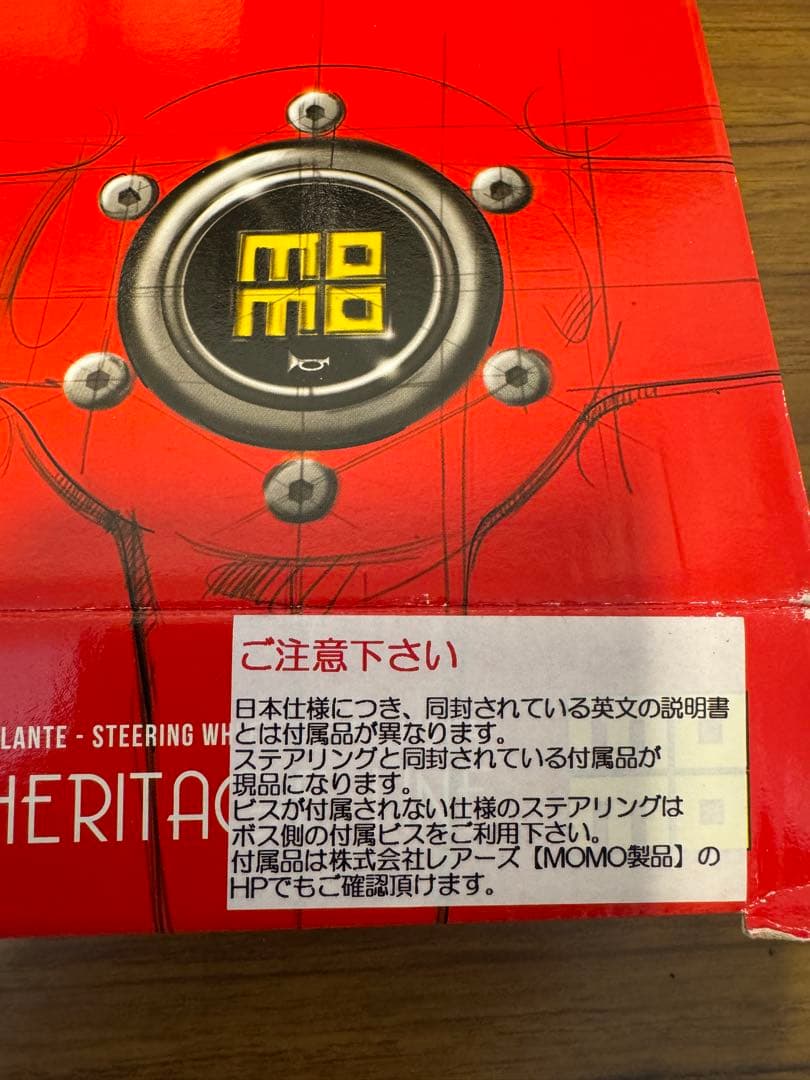 mo
mo
ご注意下さい
日本仕様につき、同封されている英文の説明書
とは付属品が異なります。
ステアリングと同封されている付属品が
現品になります。
ビスが付属されない仕様のステアリングは
ボス側の付属ビスをご利用下さい。
付属品は株式会社レアーズ【MOMO製品】の
HPでもご確認頂けます。
LANTE - STEERING WH
HERITAG